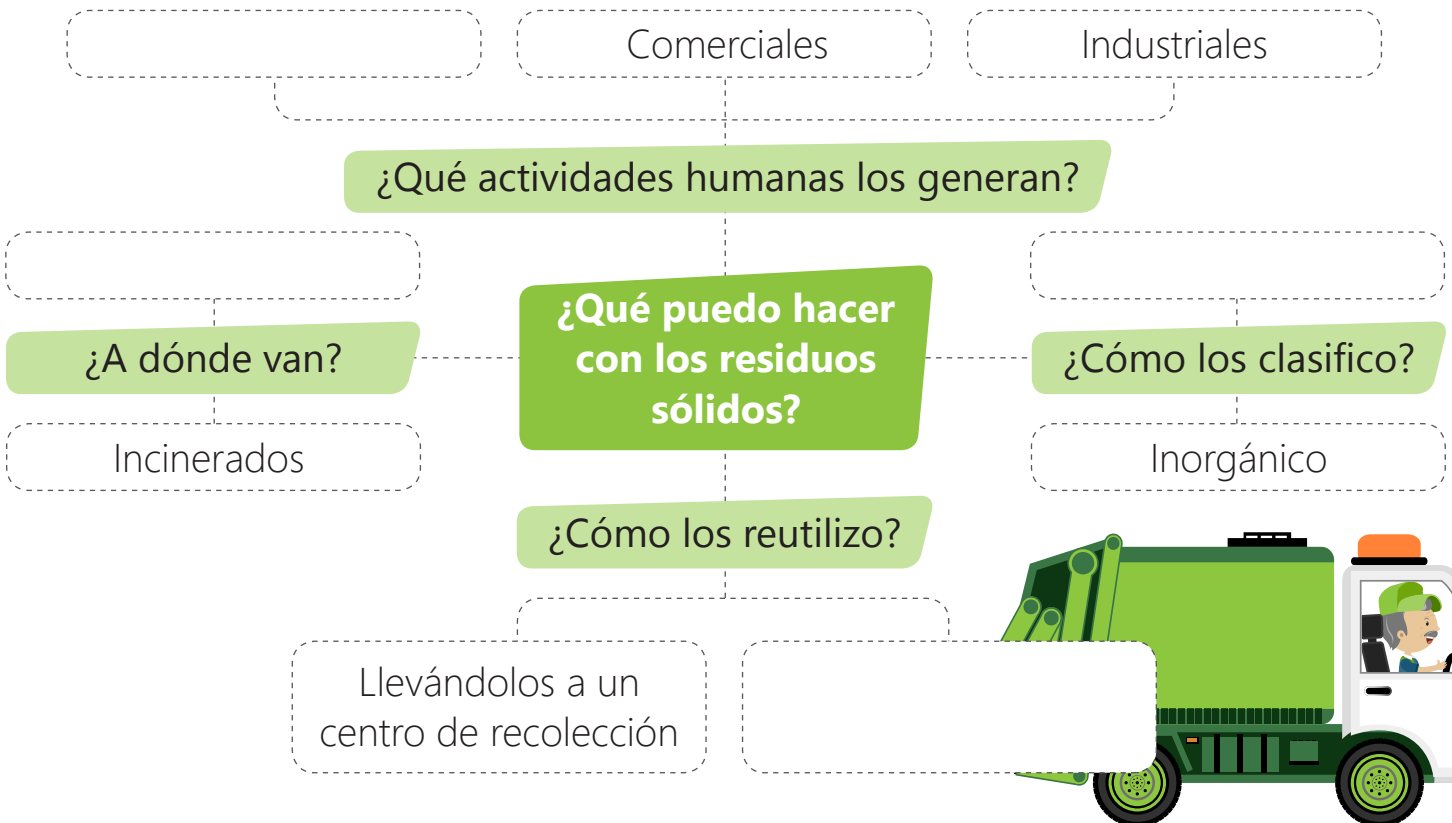 Comerciales
Industriales
¿Qué actividades humanas los generan?
¿Qué puedo hacer
con los residuos
sólidos?
¿A dónde van?
¿Cómo los clasifico?
Incinerados
Inorgánico
¿Cómo los reutilizo?
Llevándolos a un
centro de recolección